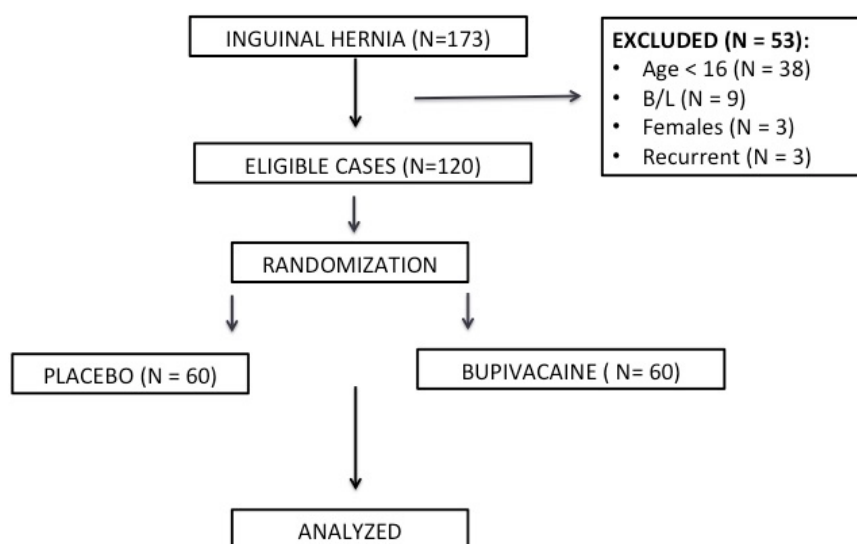 INGUINAL HERNIA (N=173)
EXCLUDED (N = 53):
• Age < 16 (N = 38)
• B/L (N = 9)
• Females (N = 3)
• Recurrent (N = 3)
ELIGIBLE CASES (N=120)
RANDOMIZATION
PLACEBO (N = 60)
BUPIVACAINE ( N= 60)
ANALYZED